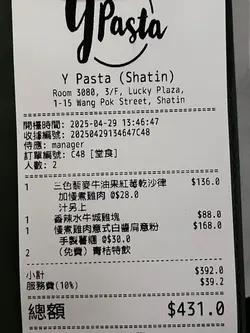 y Pasta
Y Pasta (Shatin)
Room 3080, 3/F, Lucky Plaza,
1-15 Wang Pok Street, Shatin
開檯時間: 2025-04-29 13:46:47
收據編號: 20250429134647C48
侍應: manager
訂單編號: C48 [堂食]
人數: 2
1 三色藜麥牛油果紅莓乾沙律 $136.0
加慢煮雞肉 @$28.0
汁另上
1 香辣水牛城雞塊 $88.0
1 慢煮雞肉意式白醬扁意粉 $168.0
手製薯糰 @$30.0
2 (免費) 青桔特飲
小計 $392.0
服務費(10%) $39.2
總額 $431.0